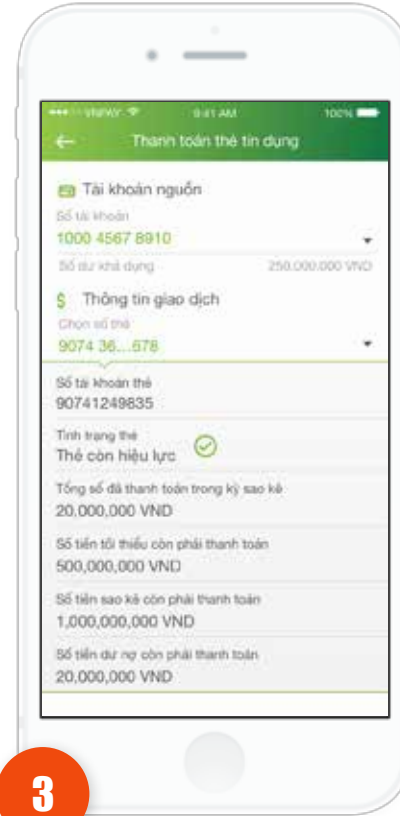 VNPAY 9:41 AM 100%
Thanh toán thẻ tín dụng
Tài khoản nguồn
Số tài khoản
1000 4567 8910
Số dư khả dụng 250.000.000 VND
$ Thông tin giao dịch
Chọn số thẻ
9074 36...678
Số tài khoản thẻ
90741249835
Tình trạng thẻ
Thẻ còn hiệu lực
Tổng số đã thanh toán trong kỳ sao kê
20,000,000 VND
Số tiền tối thiểu còn phải thanh toán
500,000,000 VND
Số tiền sao kê còn phải thanh toán
1,000,000,000 VND
Số tiền dư nợ còn phải thanh toán
20,000,000 VND
3